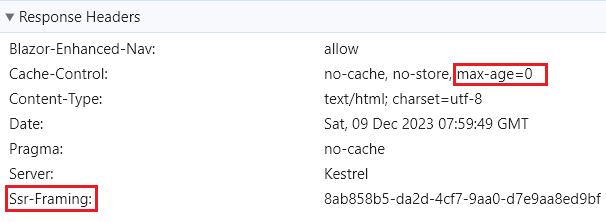 Response Headers
Blazor-Enhanced-Nav: allow
Cache-Control: no-cache, no-store, max-age=0
Content-Type: text/html; charset=utf-8
Date: Sat, 09 Dec 2023 07:59:49 GMT
Pragma: no-cache
Server: Kestrel
Ssr-Framing: 8ab858b5-da2d-4cf7-9aa0-d7e9aa8ed9bf